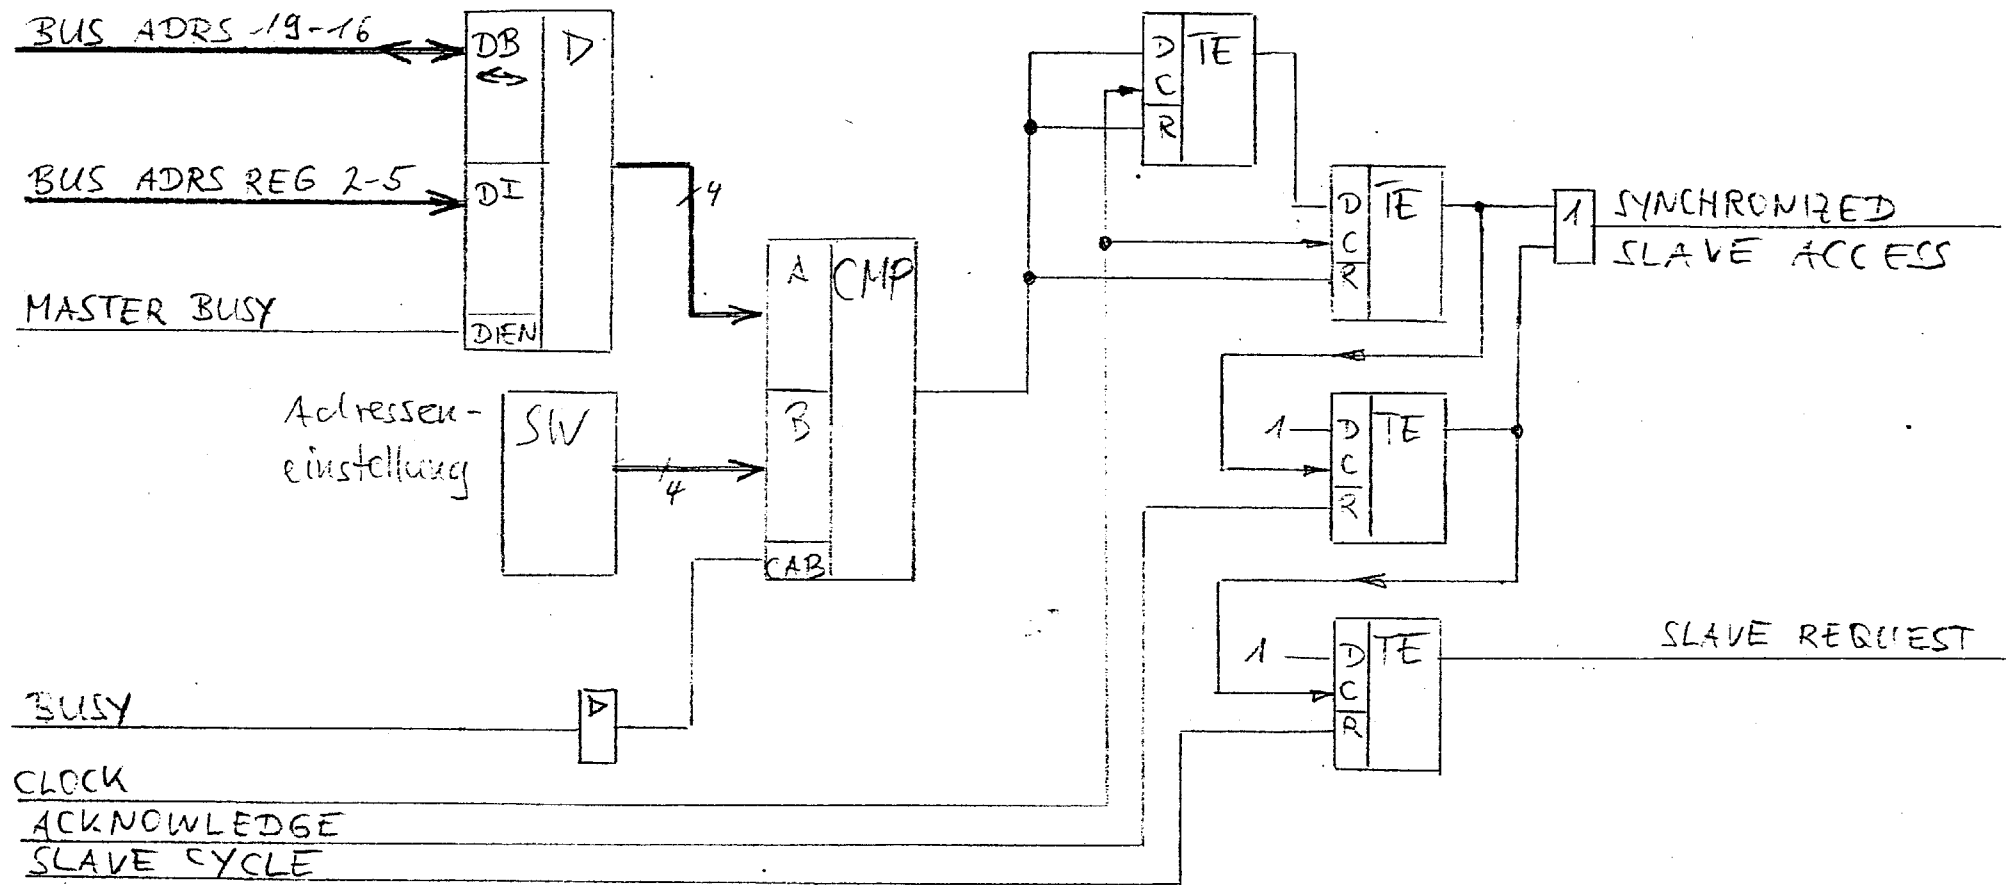 BUS ADRS -19-16
DB
D
BUS ADRS REG 2-5
DI
4
MASTER BUSY
DIEN
Adressen-
einstellung
SW
4
A
CMP
B
CAB
BUSY
CLOCK
ACKNOWLEDGE
SLAVE CYCLE
D
TE
C
R
D
TE
C
R
1
SYNCHRONIZED
SLAVE ACCESS
1
D
TE
C
R
1
D
TE
C
R
SLAVE REQUEST